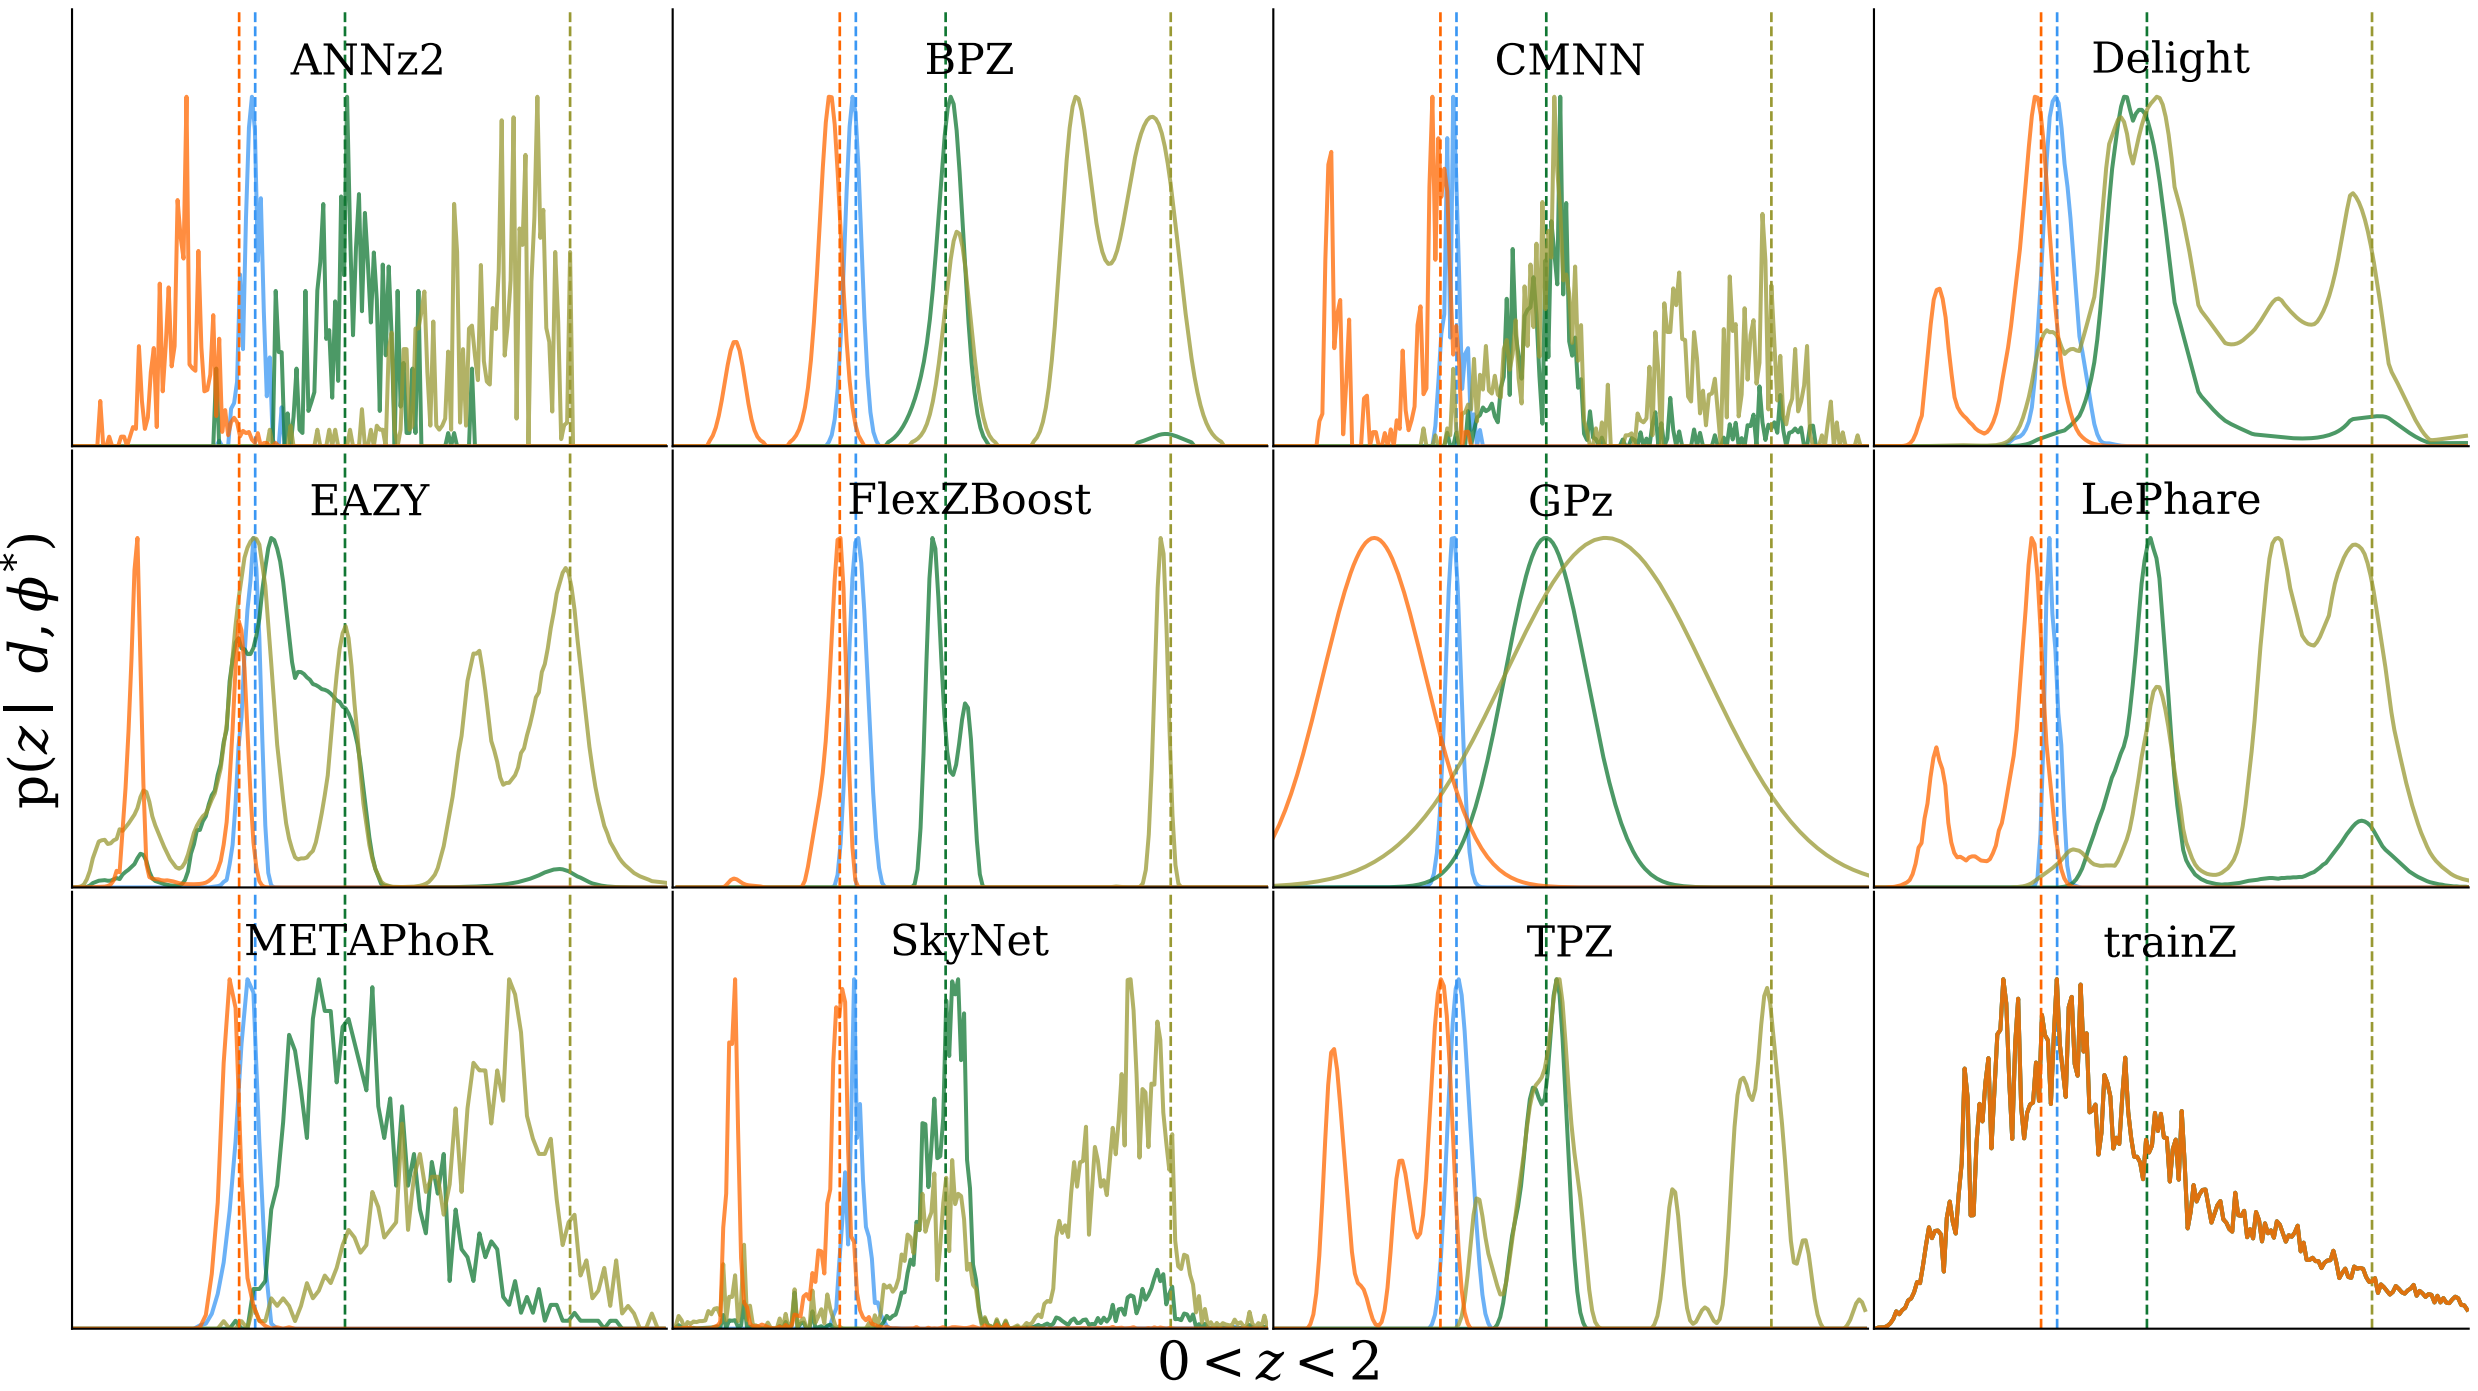 ANNz2
BPZ
CMNN
Delight
EAZY
FlexZBoost
GPz
LePhare
METAPhoR
SkyNet
TPZ
trainZ
p(z | d, ϕ*)
0 < z < 2